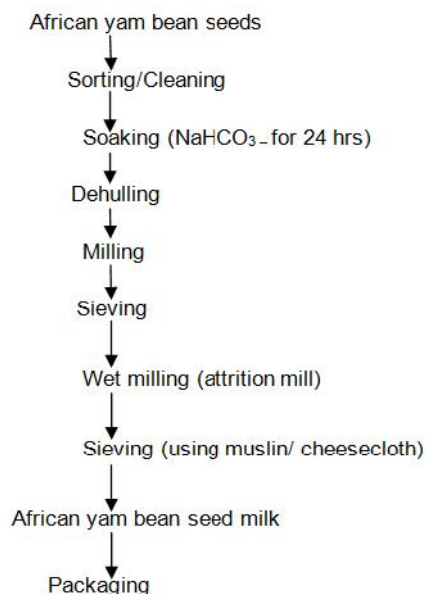 African yam bean seeds
Sorting/Cleaning
Soaking (NaHCO₃ – for 24 hrs)
Dehulling
Milling
Sieving
Wet milling (attrition mill)
Sieving (using muslin/ cheesecloth)
African yam bean seed milk
Packaging